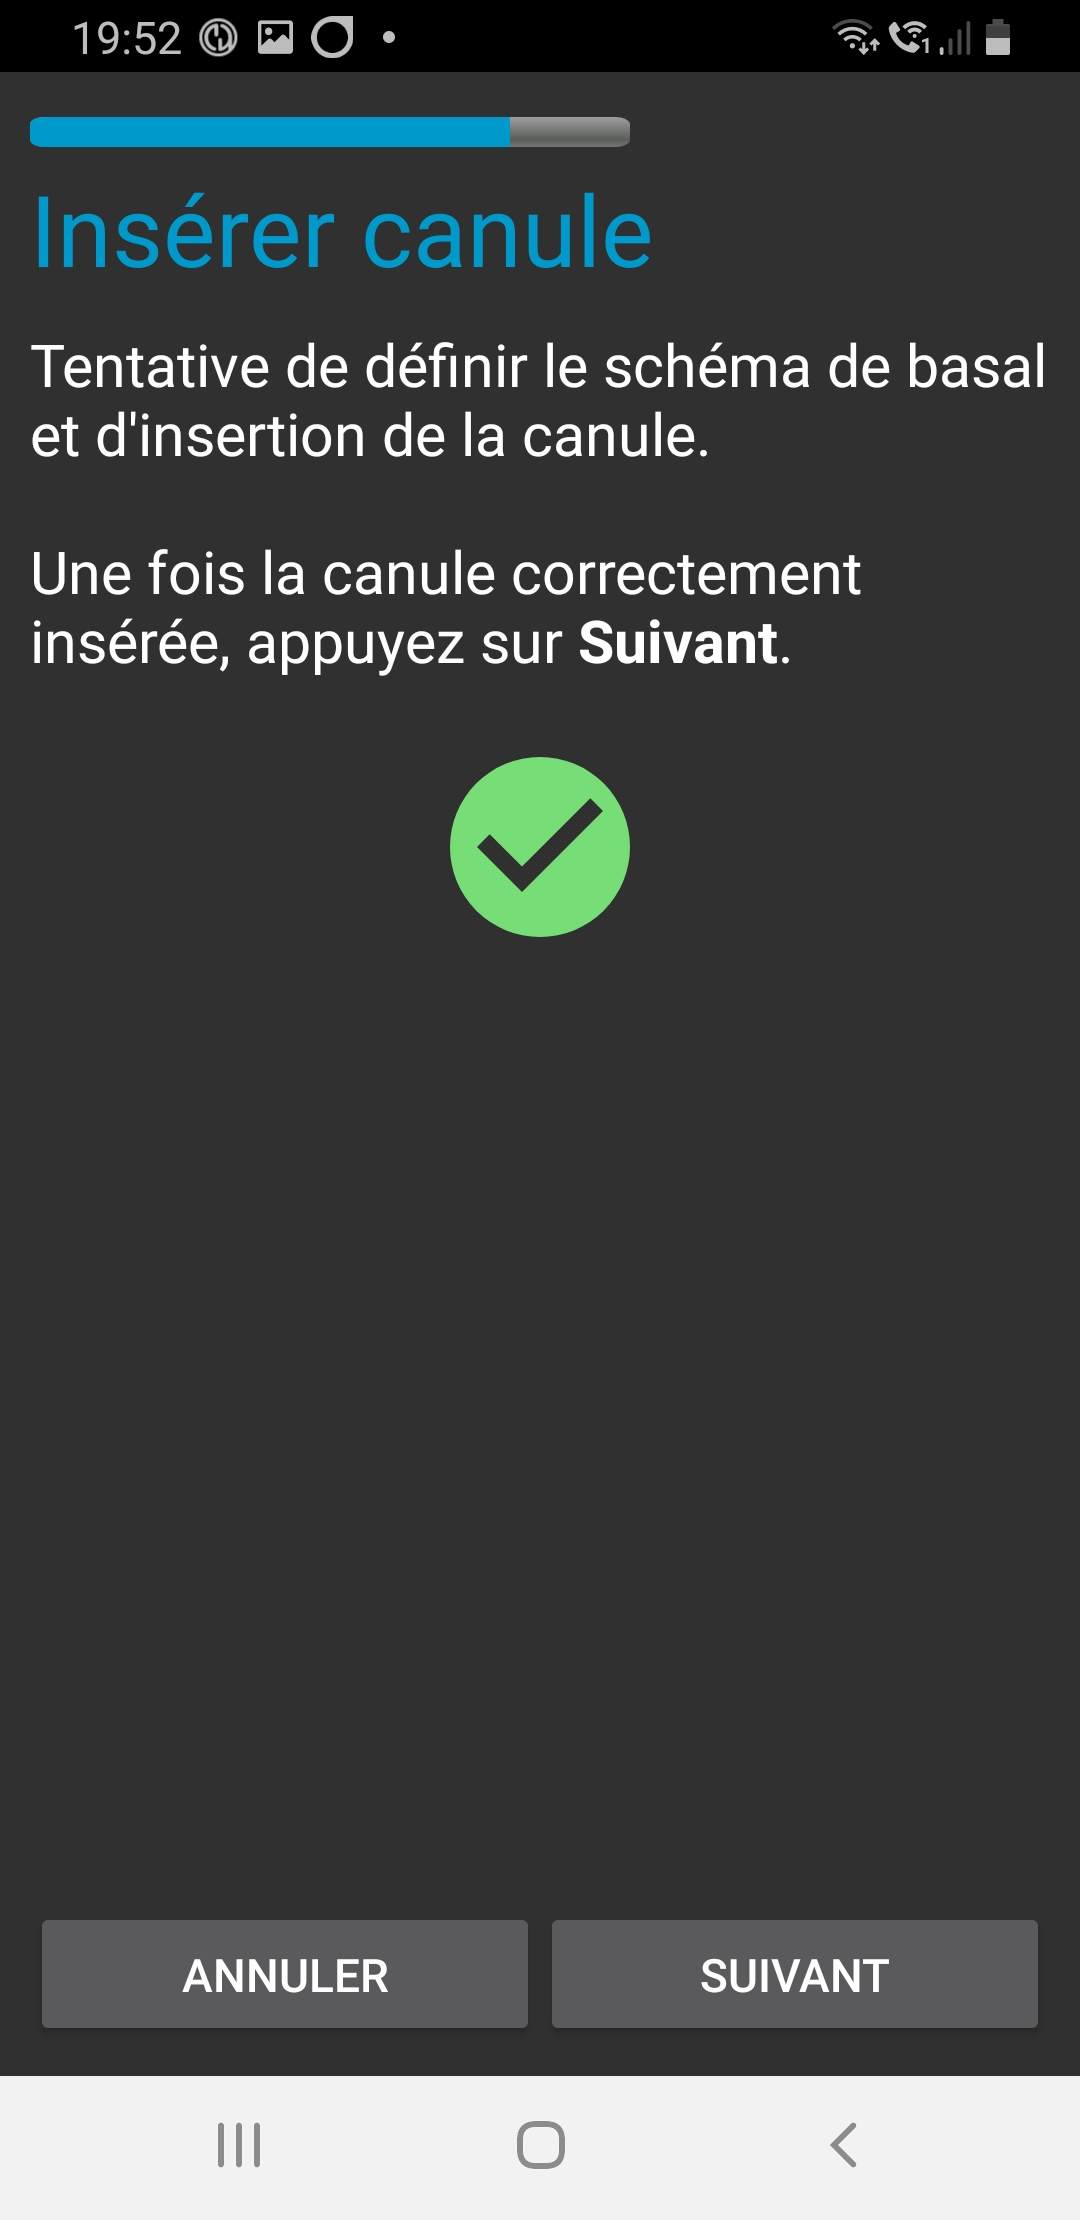 19:52
Insérer canule
Tentative de définir le schéma de basal
et d'insertion de la canule.
Une fois la canule correctement
insérée, appuyez sur Suivant.
ANNULER
SUIVANT